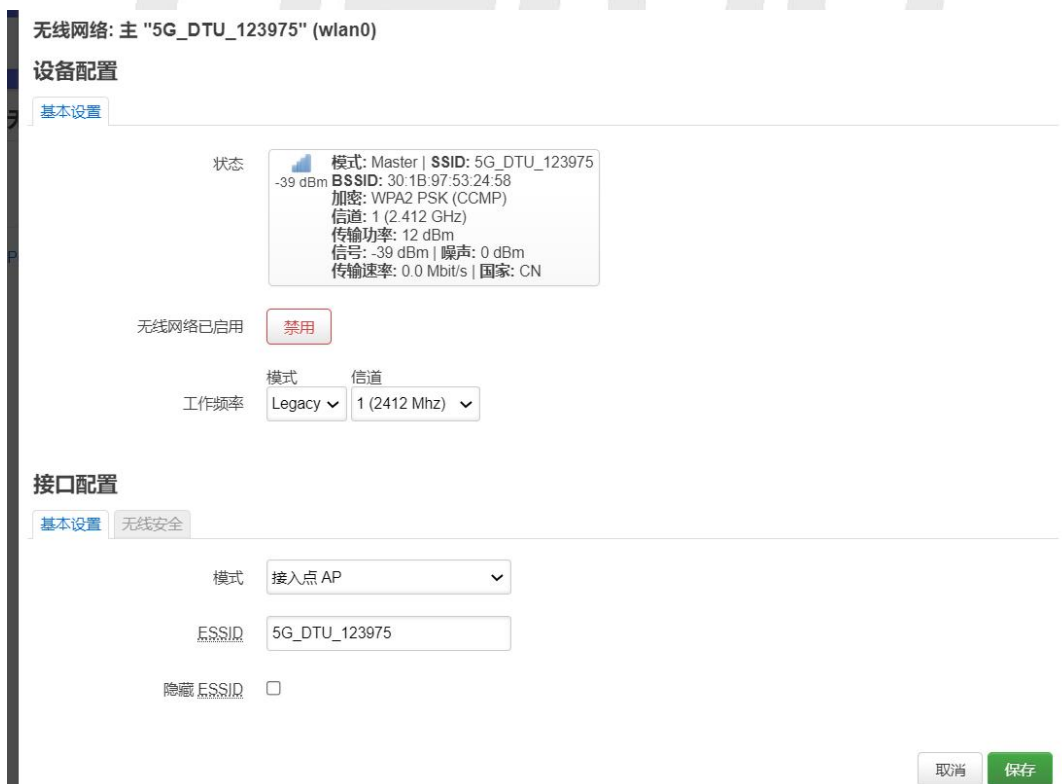 无线网络: 主 "5G_DTU_123975" (wlan0)
设备配置
基本设置
状态
-39 dBm
模式: Master | SSID: 5G_DTU_123975
BSSID: 30:1B:97:53:24:58
加密: WPA2 PSK (CCMP)
信道: 1 (2.412 GHz)
传输功率: 12 dBm
信号: -39 dBm | 噪声: 0 dBm
传输速率: 0.0 Mbit/s | 国家: CN
无线网络已启用 禁用
模式 信道
工作频率 Legacy 1 (2412 Mhz)
接口配置
基本设置 无线安全
模式 接入点 AP
ESSID 5G_DTU_123975
隐藏 ESSID
取消 保存